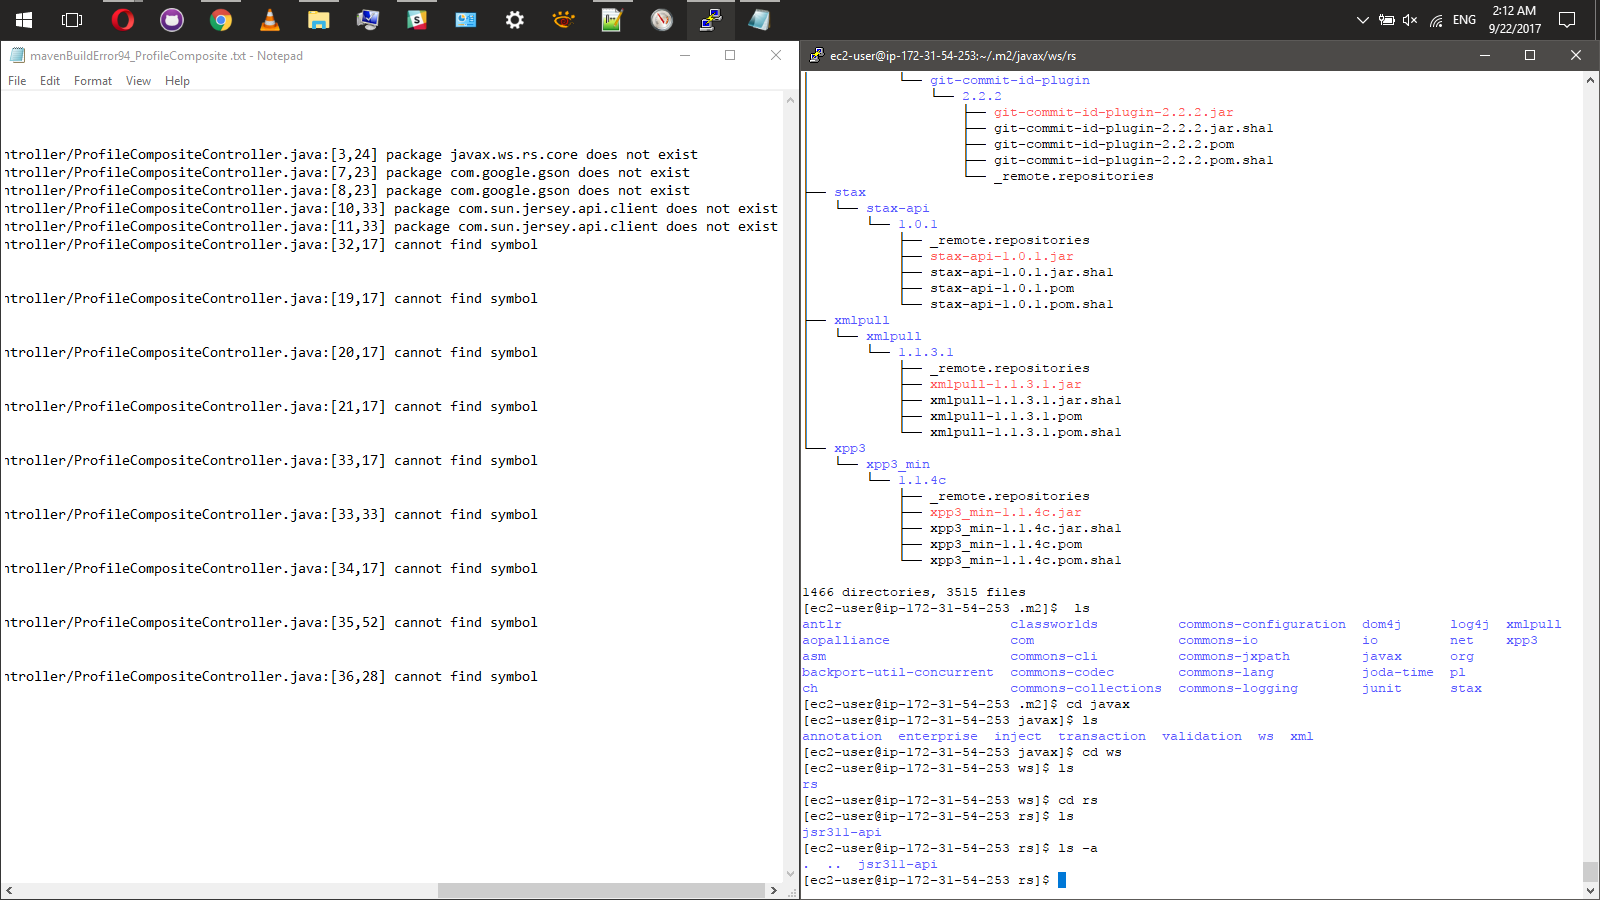 ENG
2:12 AM
9/22/2017
mavenBuildError94_ProfileComposite .txt - Notepad
File Edit Format View Help
ntroller/ProfileCompositeController.java:[3,24] package javax.ws.rs.core does not exist
ntroller/ProfileCompositeController.java:[7,23] package com.google.gson does not exist
ntroller/ProfileCompositeController.java:[8,23] package com.google.gson does not exist
ntroller/ProfileCompositeController.java:[10,33] package com.sun.jersey.api.client does not exist
ntroller/ProfileCompositeController.java:[11,33] package com.sun.jersey.api.client does not exist
ntroller/ProfileCompositeController.java:[32,17] cannot find symbol
ntroller/ProfileCompositeController.java:[19,17] cannot find symbol
ntroller/ProfileCompositeController.java:[20,17] cannot find symbol
ntroller/ProfileCompositeController.java:[21,17] cannot find symbol
ntroller/ProfileCompositeController.java:[33,17] cannot find symbol
ntroller/ProfileCompositeController.java:[33,33] cannot find symbol
ntroller/ProfileCompositeController.java:[34,17] cannot find symbol
ntroller/ProfileCompositeController.java:[35,52] cannot find symbol
ntroller/ProfileCompositeController.java:[36,28] cannot find symbol
ec2-user@ip-172-31-54-253:~/.m2/javax/ws/rs
git-commit-id-plugin
2.2.2
git-commit-id-plugin-2.2.2.jar
git-commit-id-plugin-2.2.2.jar.sha1
git-commit-id-plugin-2.2.2.pom
git-commit-id-plugin-2.2.2.pom.sha1
_remote.repositories
stax
stax-api
1.0.1
_remote.repositories
stax-api-1.0.1.jar
stax-api-1.0.1.jar.sha1
stax-api-1.0.1.pom
stax-api-1.0.1.pom.sha1
xmlpull
xmlpull
1.1.3.1
_remote.repositories
xmlpull-1.1.3.1.jar
xmlpull-1.1.3.1.jar.sha1
xmlpull-1.1.3.1.pom
xmlpull-1.1.3.1.pom.sha1
xpp3
xpp3_min
1.1.4c
_remote.repositories
xpp3_min-1.1.4c.jar
xpp3_min-1.1.4c.jar.sha1
xpp3_min-1.1.4c.pom
xpp3_min-1.1.4c.pom.sha1
1466 directories, 3515 files
[ec2-user@ip-172-31-54-253 .m2]$ ls
antlr classworlds commons-configuration dom4j log4j xmlpull
aopalliance com commons-io io net xpp3
asm commons-cli commons-jxpath javax org
backport-util-concurrent commons-codec commons-lang joda-time pl
ch commons-collections commons-logging junit stax
[ec2-user@ip-172-31-54-253 .m2]$ cd javax
[ec2-user@ip-172-31-54-253 javax]$ ls
annotation enterprise inject transaction validation ws xml
[ec2-user@ip-172-31-54-253 javax]$ cd ws
[ec2-user@ip-172-31-54-253 ws]$ ls
rs
[ec2-user@ip-172-31-54-253 ws]$ cd rs
[ec2-user@ip-172-31-54-253 rs]$ ls
jsr311-api
[ec2-user@ip-172-31-54-253 rs]$ ls -a
. .. jsr311-api
[ec2-user@ip-172-31-54-253 rs]$